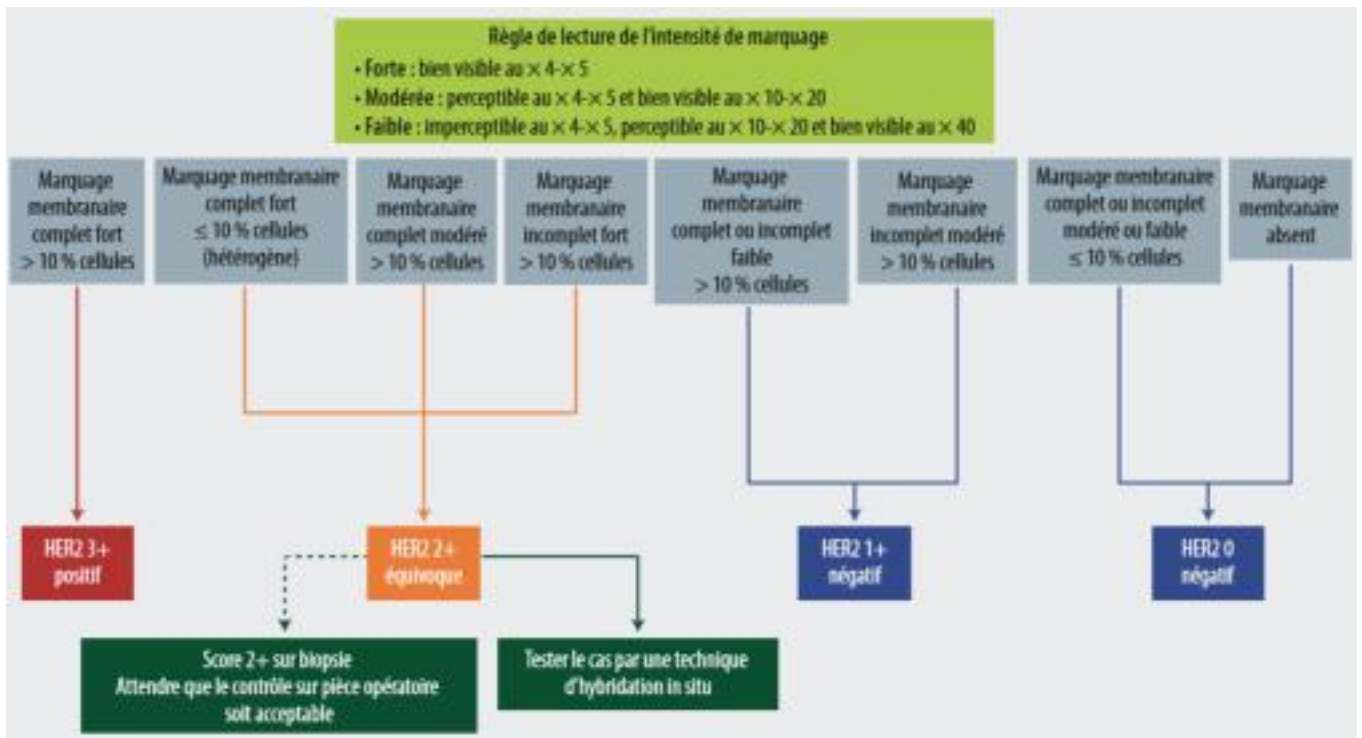 Règle de lecture de l'intensité de marquage
• Forte : bien visible au × 4-× 5
• Modérée : perceptible au × 4-× 5 et bien visible au × 10-× 20
• Faible : imperceptible au × 4-× 5, perceptible au × 10-× 20 et bien visible au × 40
Marquage
membranaire
complet fort
> 10 % cellules
Marquage membranaire
complet fort
≤ 10 % cellules
(hétérogène)
Marquage
membranaire
complet modéré
> 10 % cellules
Marquage
membranaire
incomplet fort
> 10 % cellules
Marquage
membranaire
complet ou incomplet
faible
> 10 % cellules
Marquage
membranaire
incomplet modéré
> 10 % cellules
Marquage membranaire
complet ou incomplet
modéré ou faible
≤ 10 % cellules
Marquage
membranaire
absent
HER2 3+
positif
HER2 2+
équivoque
HER2 1+
négatif
HER2 0
négatif
Score 2+ sur biopsie
Attendre que le contrôle sur pièce opératoire
soit acceptable
Tester le cas par une technique
d'hybridation in situ